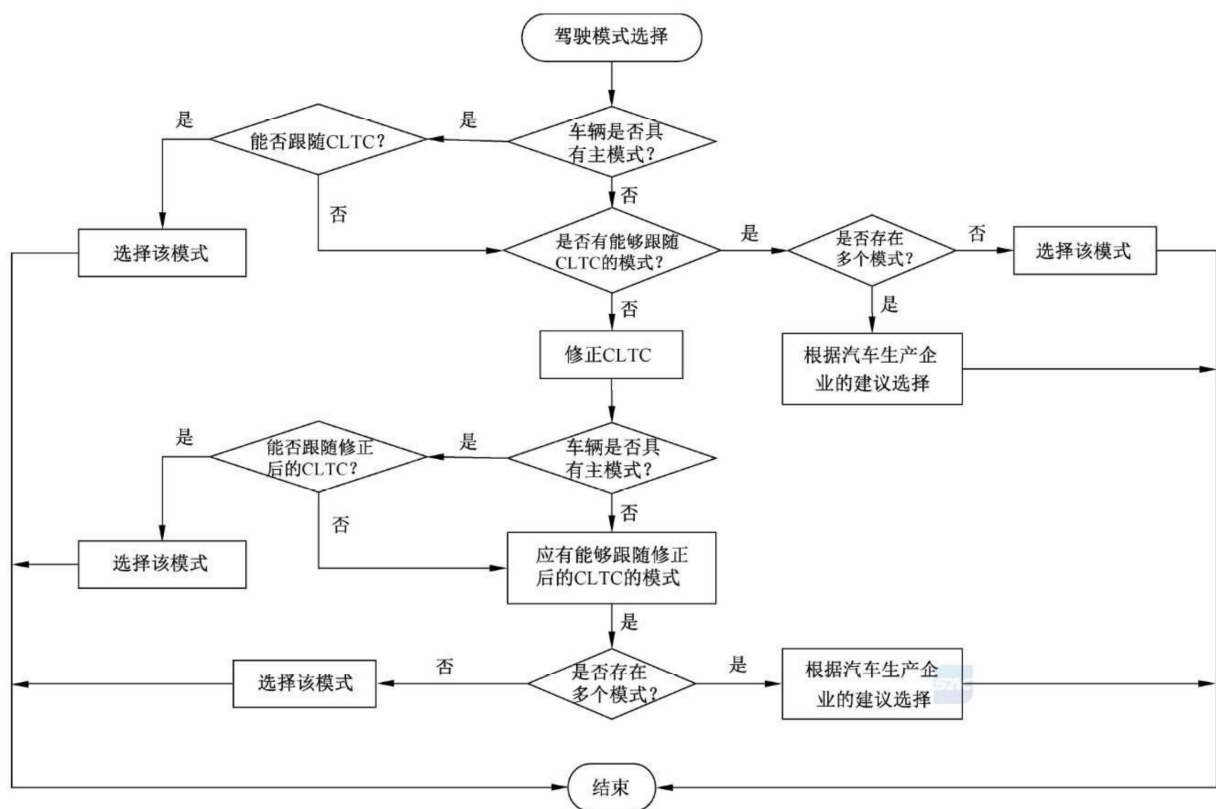 驾驶模式选择
是
能否跟随CLTC？
是
车辆是否具
有主模式？
否
否
选择该模式
是否有能够跟随
CLTC的模式？
是
是否存在
多个模式？
否
选择该模式
否
是
修正CLTC
根据汽车生产企
业的建议选择
是
能否跟随修正
后的CLTC？
是
车辆是否具
有主模式？
否
否
选择该模式
应有能够跟随修正
后的CLTC的模式
是
选择该模式
否
是否存在
多个模式？
是
根据汽车生产企
业的建议选择
结束